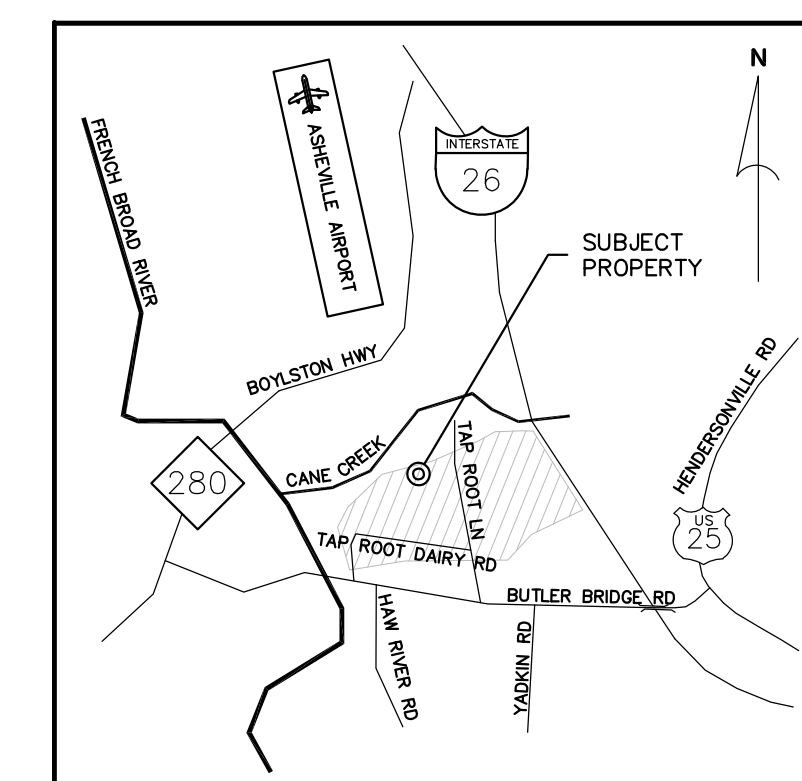 N
INTERSTATE
26
ASHEVILLE AIRPORT
FRENCH BROAD RIVER
SUBJECT
PROPERTY
BOYLSTON HWY
HENDERSONVILLE RD
CANE CREEK
TAP ROOT LN
280
US
25
TAP ROOT DAIRY RD
BUTLER BRIDGE RD
HAW RIVER RD
YADKIN RD